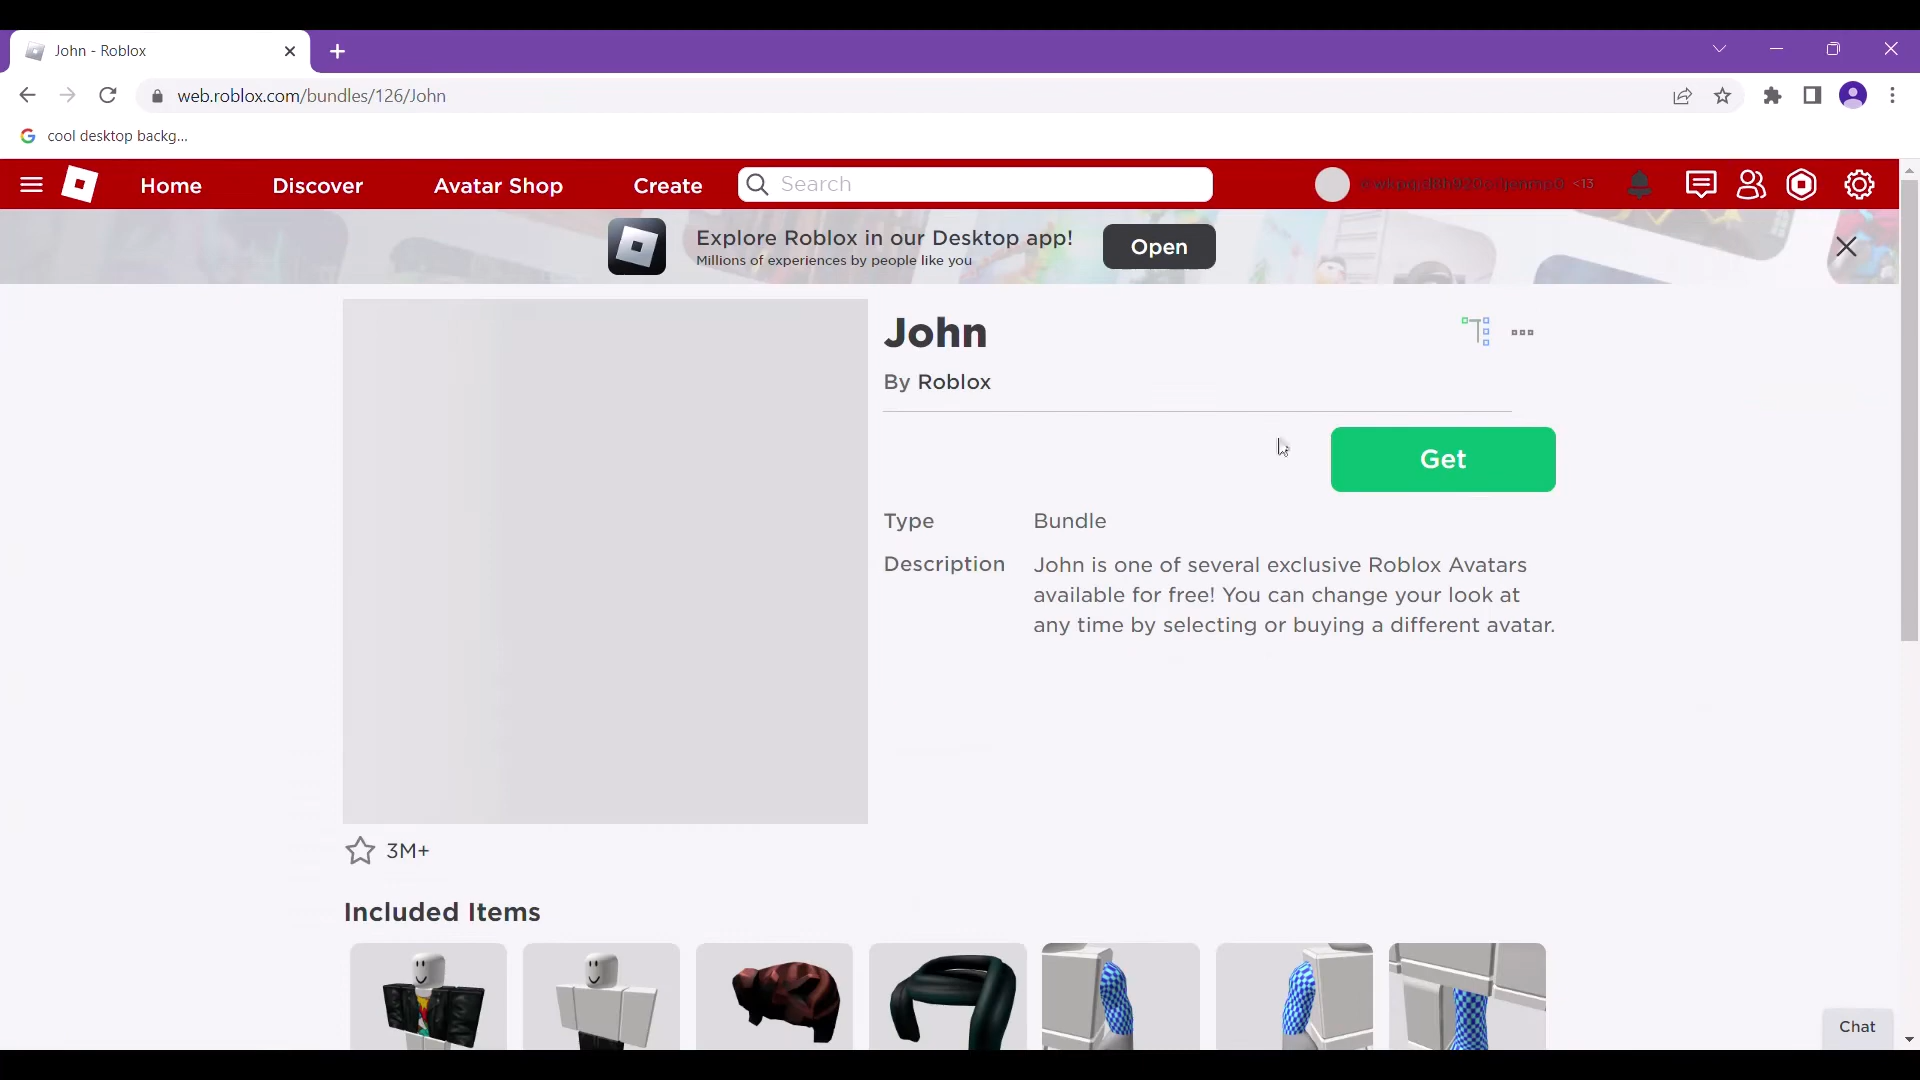 John - Roblox
web.roblox.com/bundles/126/John
cool desktop backg...
Home
Discover
Avatar Shop
Create
Search
<13
Explore Roblox in our Desktop app!
Millions of experiences by people like you
Open
John
By Roblox
Get
Type
Bundle
Description
John is one of several exclusive Roblox Avatars
available for free! You can change your look at
any time by selecting or buying a different avatar.
3M+
Included Items
Chat